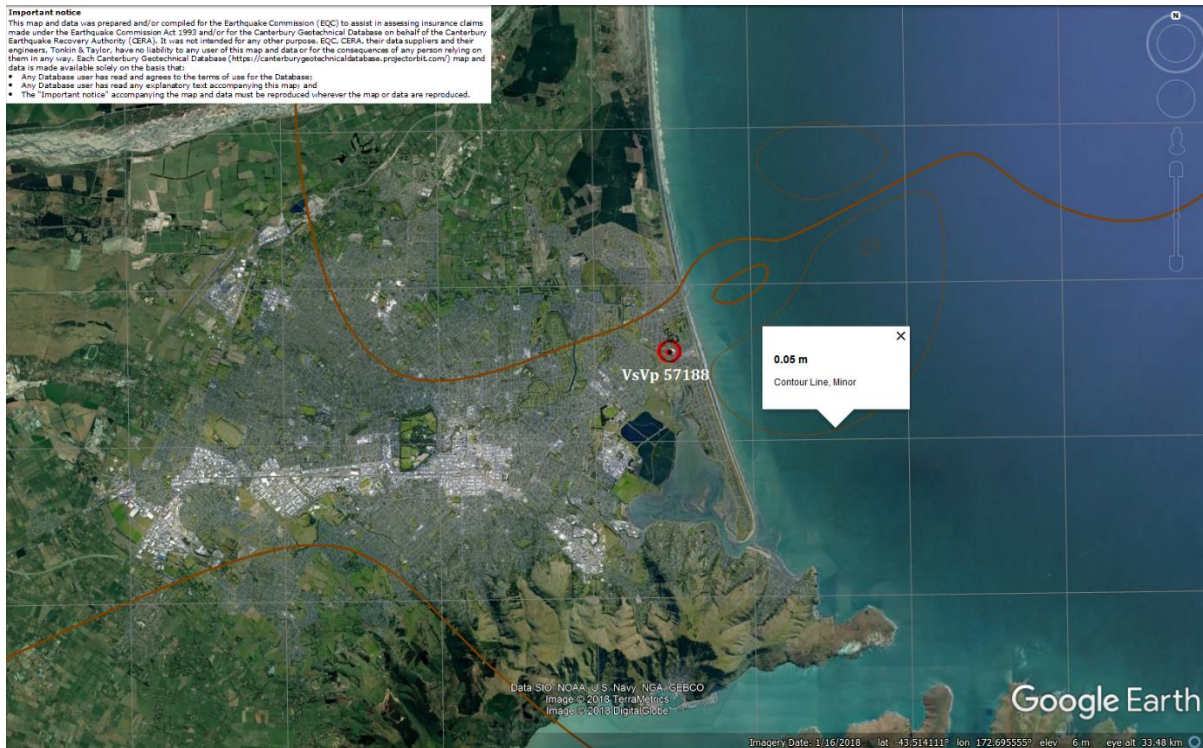 Important notice
This map and data was prepared and/or compiled for the Earthquake Commission (EQC) to assist in assessing insurance claims
made under the Earthquake Commission Act 1993 and/or for the Canterbury Geotechnical Database on behalf of the Canterbury
Earthquake Recovery Authority (CERA). It was not intended for any other purpose. EQC, CERA, their data suppliers and their
engineers, Tonkin & Taylor, have no liability to any user of this map and data or for the consequences of any person relying on
them in any way. Each Canterbury Geotechnical Database (https://canterburygeotechnicaldatabase.projectorbit.com/) map and
data is made available solely on the basis that:
• Any Database user has read and agrees to the terms of use for the Database;
• Any Database user has read any explanatory text accompanying this map; and
• The "Important notice" accompanying the map and data must be reproduced wherever the map or data are reproduced.
N
0.05 m
Contour Line, Minor
VsVp 57188
Data SIO, NOAA, U.S. Navy, NGA, GEBCO
Image © 2018 TerraMetrics
Image © 2018 DigitalGlobe
Google Earth
Imagery Date: 1/16/2018 lat -43.514111° lon 172.695555° elev 6 m eye alt 33.48 km